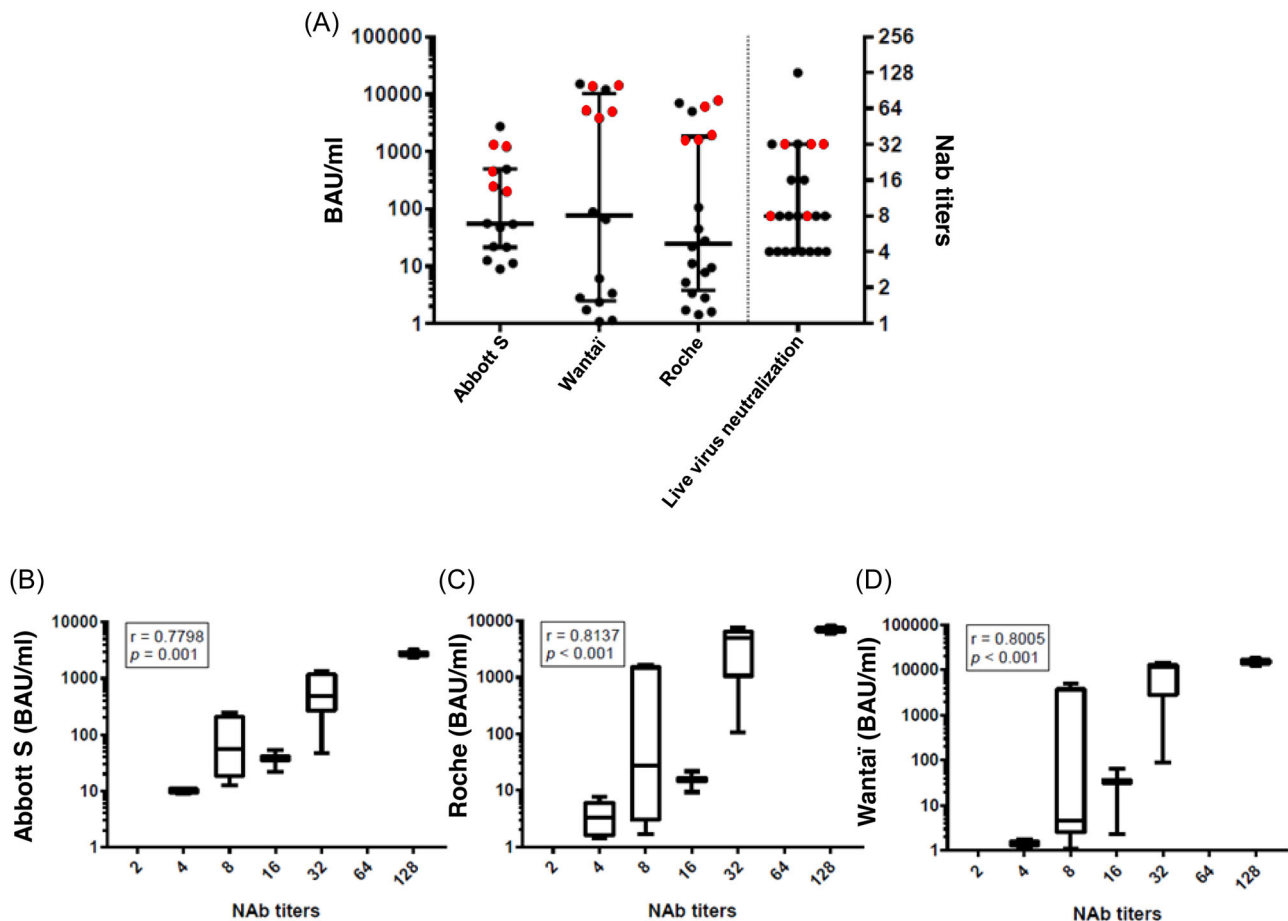 (A)
100000
10000
1000
100
10
1
BAU/ml
256
128
64
32
16
8
4
2
1
Nab titers
Abbott S
Wantaï
Roche
Live virus neutralization
(B)
r = 0.7798
p = 0.001
10000
1000
100
10
1
Abbott S (BAU/ml)
2
4
8
16
32
64
128
NAb titers
(C)
r = 0.8137
p < 0.001
10000
1000
100
10
1
Roche (BAU/ml)
2
4
8
16
32
64
128
NAb titers
(D)
r = 0.8005
p < 0.001
100000
10000
1000
100
10
1
Wantaï (BAU/ml)
2
4
8
16
32
64
128
NAb titers